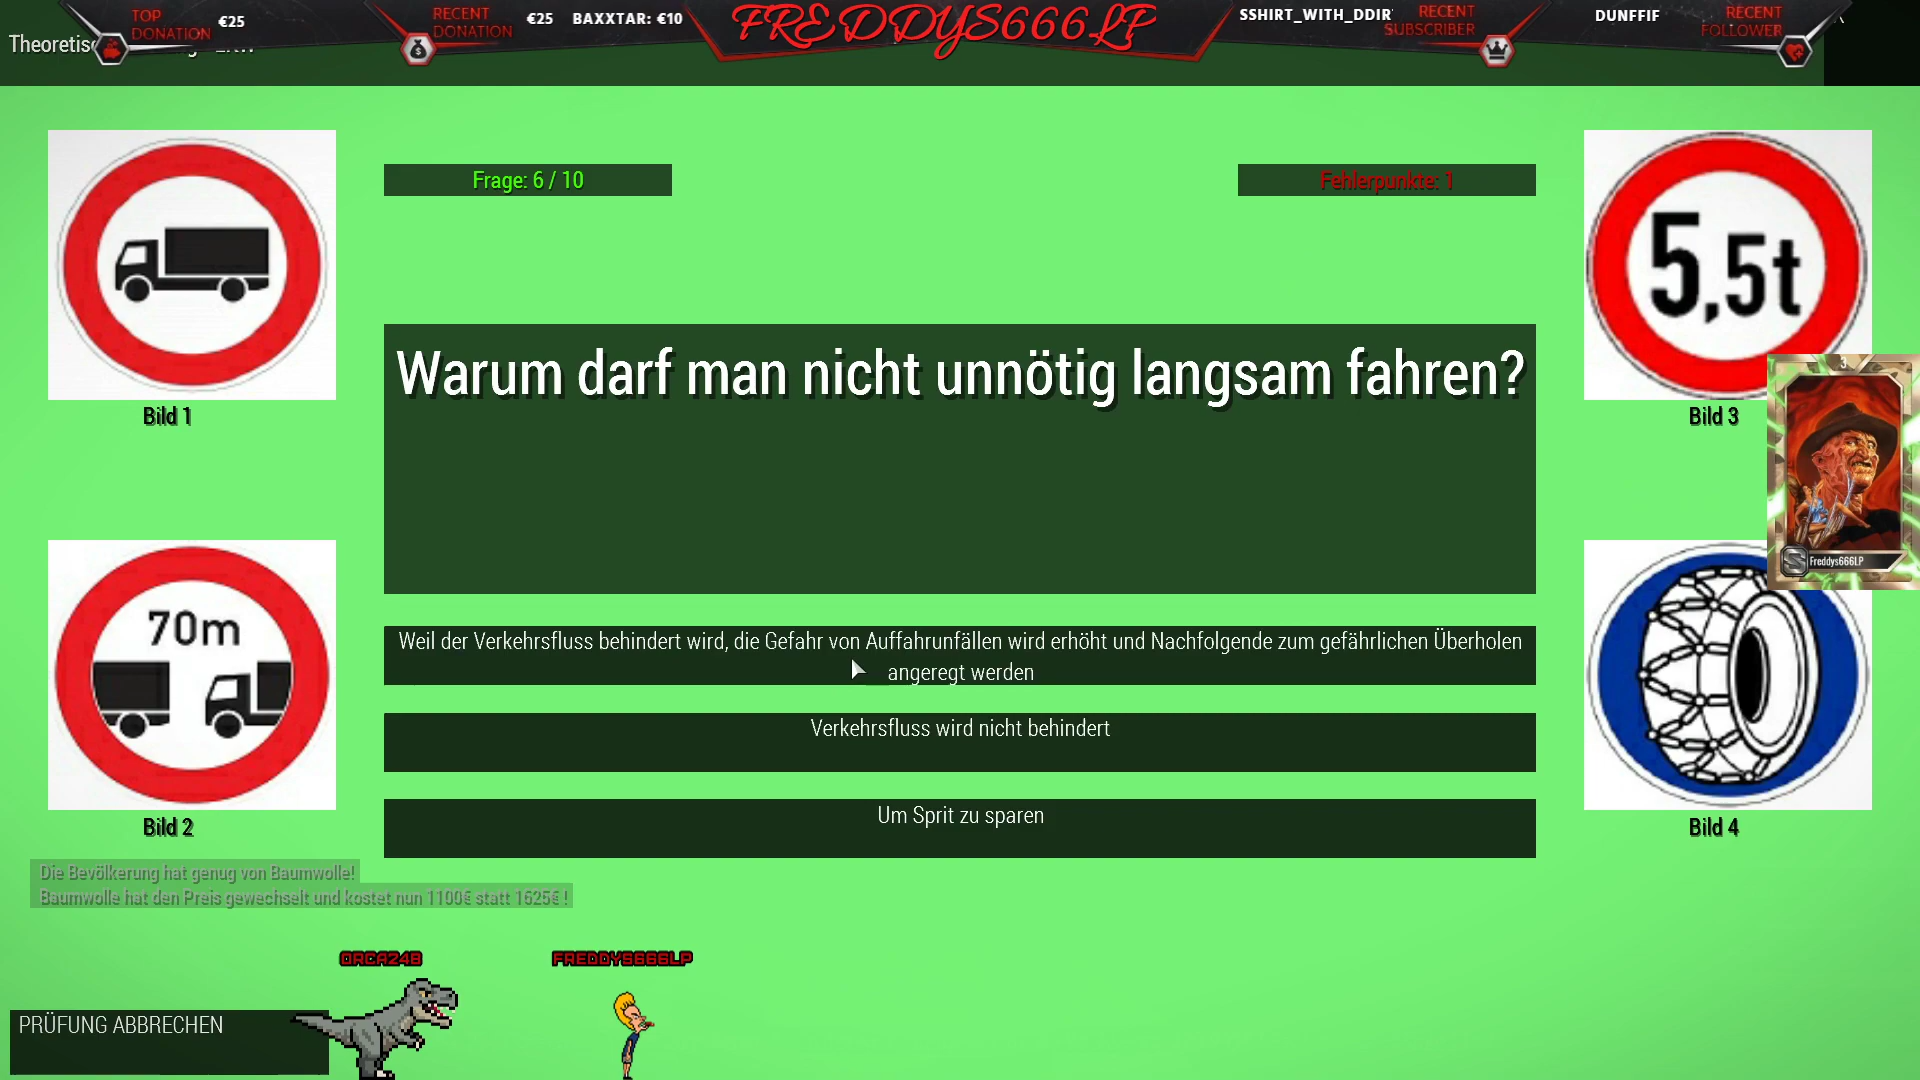 TOP
DONATION
€25
RECENT
DONATION
€25
BAXXTAR: €10
FREDDYS666LP
SSHIRT_WITH_DDIR
RECENT
SUBSCRIBER
DUNFFIF
RECENT
FOLLOWER
Frage: 6 / 10
Fehlerpunkte: 1
5,5t
Bild 1
Bild 3
3
Freddys666LP
Warum darf man nicht unnötig langsam fahren?
70m
Bild 2
Bild 4
Weil der Verkehrsfluss behindert wird, die Gefahr von Auffahrunfällen wird erhöht und Nachfolgende zum gefährlichen Überholen
angeregt werden
Verkehrsfluss wird nicht behindert
Um Sprit zu sparen
Die Bevölkerung hat genug von Baumwolle!
Baumwolle hat den Preis gewechselt und kostet nun 1100€ statt 1625€ !
ORCA248
FREDDYS666LP
PRÜFUNG ABBRECHEN